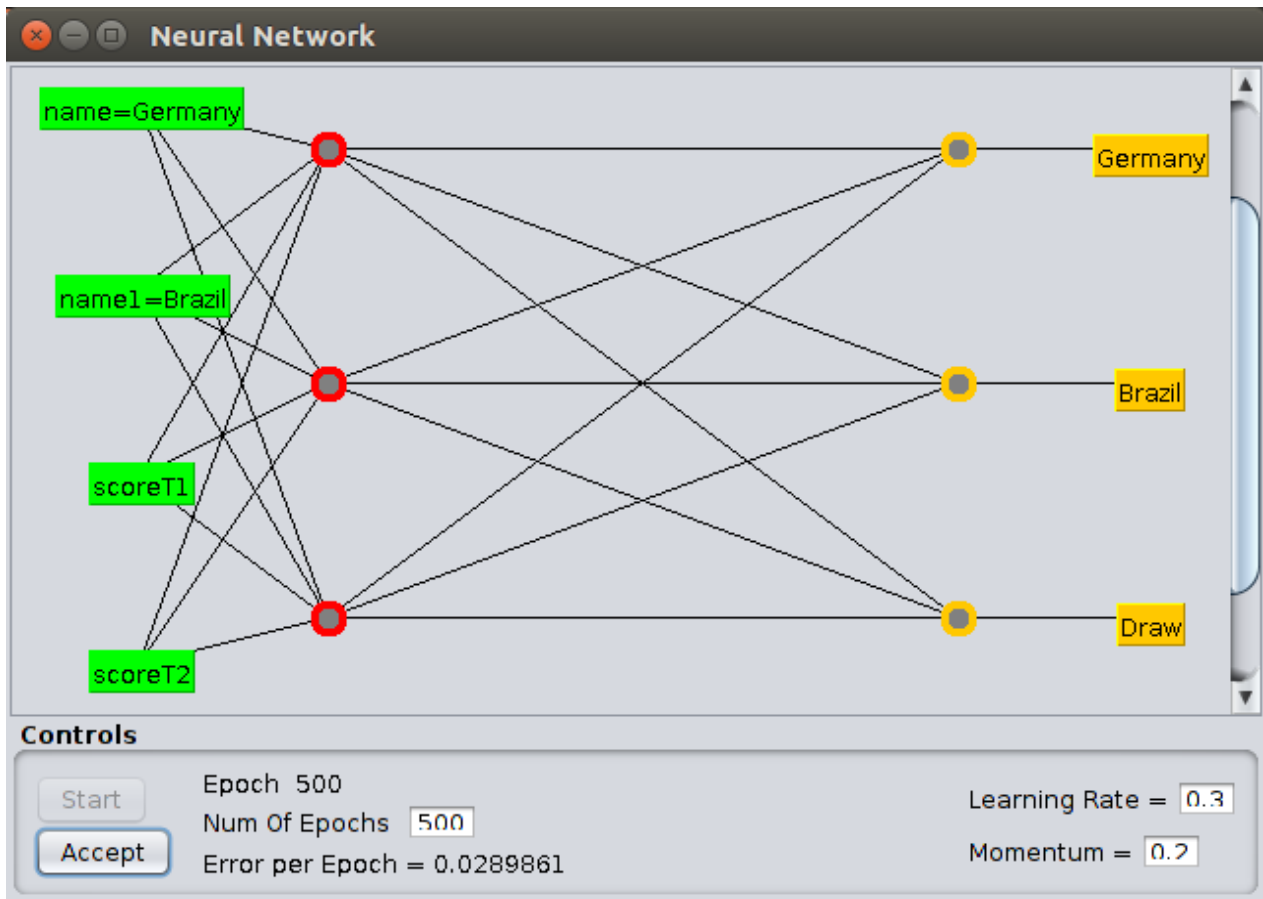 Neural Network
name=Germany
Germany
name1=Brazil
Brazil
scoreT1
Draw
scoreT2
Controls
Start
Accept
Epoch 500
Num Of Epochs 500
Error per Epoch = 0.0289861
Learning Rate = 0.3
Momentum = 0.2